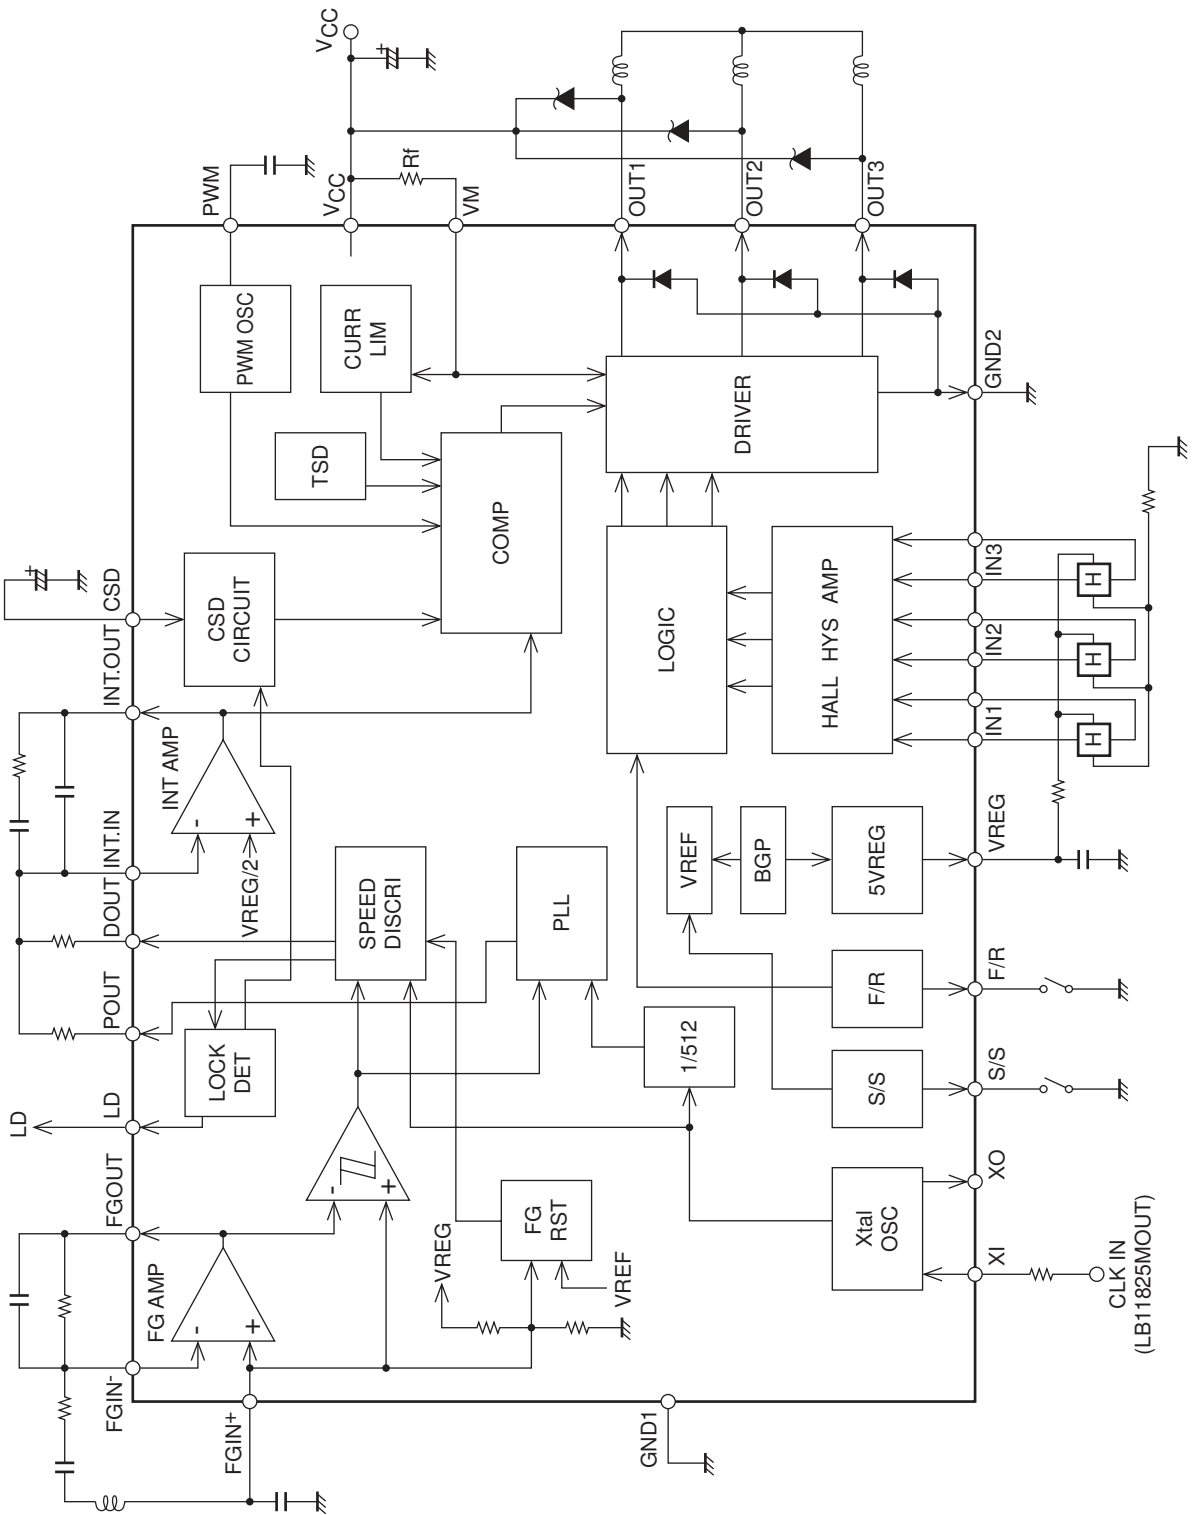 LD
FGIN-
FGOUT
LD
POUT
DOUT
INT.IN
INT.OUT
CSD
+
FGIN+
FG AMP
-
+
LOCK
DET
VREG/2
INT AMP
-
+
CSD
CIRCUIT
PWM OSC
PWM
-
+
SPEED
DISCRI
TSD
CURR
LIM
VCC
VCC
+
VREG
FG
RST
VREF
PLL
COMP
Rf
VM
GND1
1/512
VREF
LOGIC
DRIVER
OUT1
BGP
OUT2
Xtal
OSC
S/S
F/R
5VREG
HALL HYS AMP
OUT3
XI
XO
S/S
F/R
VREG
IN1
IN2
IN3
GND2
H
H
H
CLK IN
(LB11825MOUT)